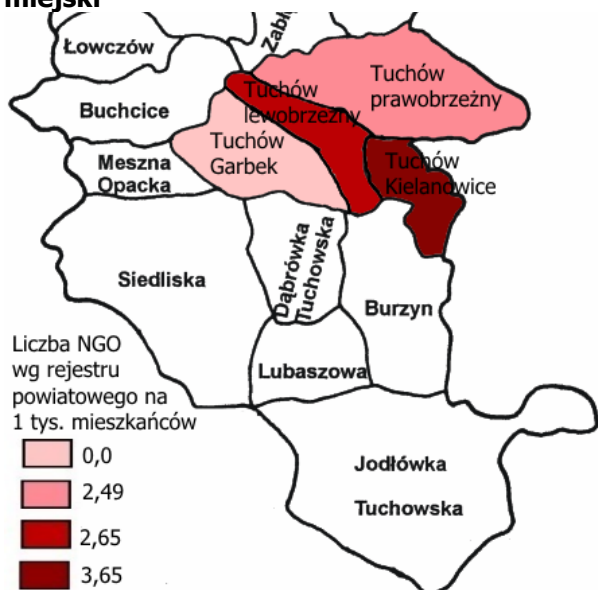 miejski
Łowczów
Buchcice
Meszna
Opacka
Tuchów
lewobrzeżny
Tuchów
prawobrzeżny
Tuchów
Garbek
Tuchów
Kielanowice
Siedliska
Dąbrówka
Tuchowska
Burzyn
Lubaszowa
Jodłówka
Tuchowska
Liczba NGO
wg rejestru
powiatowego na
1 tys. mieszkańców
0,0
2,49
2,65
3,65